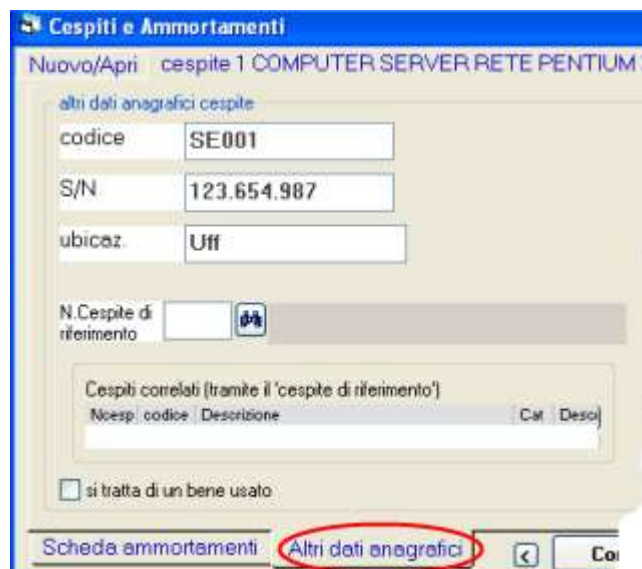 Cespiti e Ammortamenti
Nuovo/Apri cespite 1 COMPUTER SERVER RETE PENTIUM
altri dati anagrafici cespite
codice SE001
S/N 123.654.987
ubicaz. Uff
N.Cespite di
riferimento
Cespiti correlati (tramite il 'cespite di riferimento')
Ncesp codice Descrizione Cat
si tratta di un bene usato
Scheda ammortamenti Altri dati anagrafici <